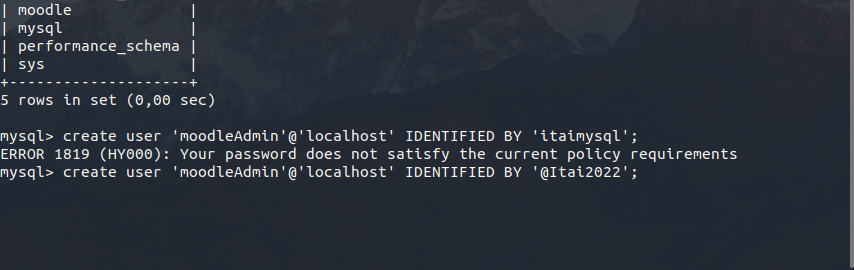 | moodle             |
| mysql              |
| performance_schema |
| sys                |
+--------------------+
5 rows in set (0,00 sec)
mysql> create user 'moodleAdmin'@'localhost' IDENTIFIED BY 'itaimysql';
ERROR 1819 (HY000): Your password does not satisfy the current policy requirements
mysql> create user 'moodleAdmin'@'localhost' IDENTIFIED BY '@Itai2022';